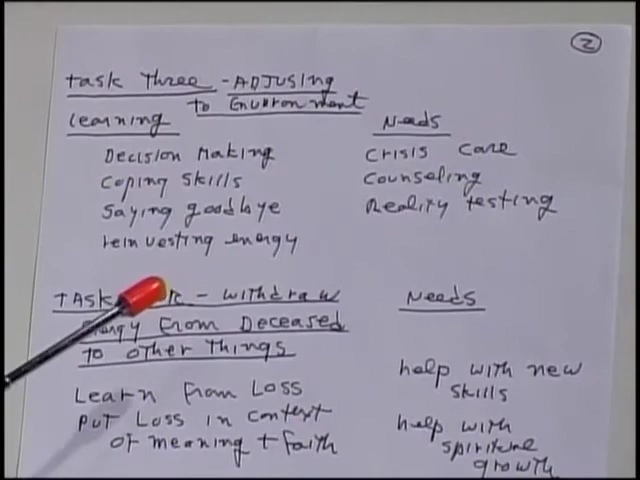 2
Task Three - ADJUSING
to Environment
Learning
Needs
Decision Making
Crisis Care
Coping Skills
Counseling
Saying goodbye
Reality testing
reinvesting energy
TASK - withdraw
Needs
Energy From Deceased
to other things
help with new
skills
Learn from Loss
Put Loss in context
of meaning + faith
help with
spiritual
growth